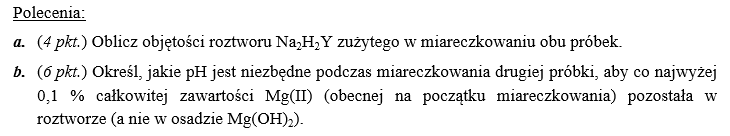 Polecenia:
a. (4 pkt.) Oblicz objętości roztworu Na₂H₂Y zużytego w miareczkowaniu obu próbek.
b. (6 pkt.) Określ, jakie pH jest niezbędne podczas miareczkowania drugiej próbki, aby co najwyżej
0,1 % całkowitej zawartości Mg(II) (obecnej na początku miareczkowania) pozostała w
roztworze (a nie w osadzie Mg(OH)₂).